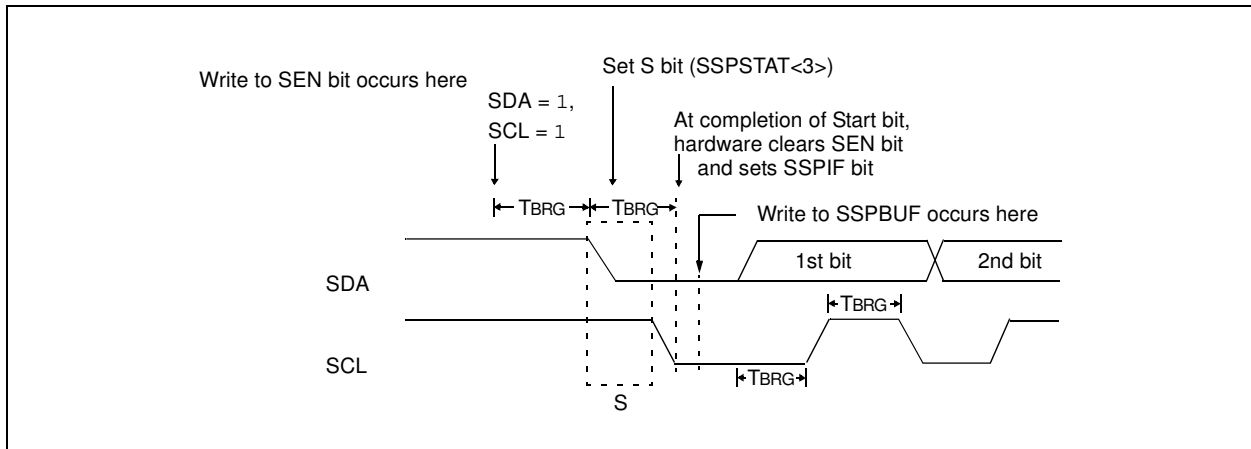 Write to SEN bit occurs here
Set S bit (SSPSTAT<3>)
SDA = 1,
SCL = 1
At completion of Start bit,
hardware clears SEN bit
and sets SSPIF bit
TBRG
TBRG
Write to SSPBUF occurs here
SDA
1st bit
2nd bit
TBRG
SCL
TBRG
S